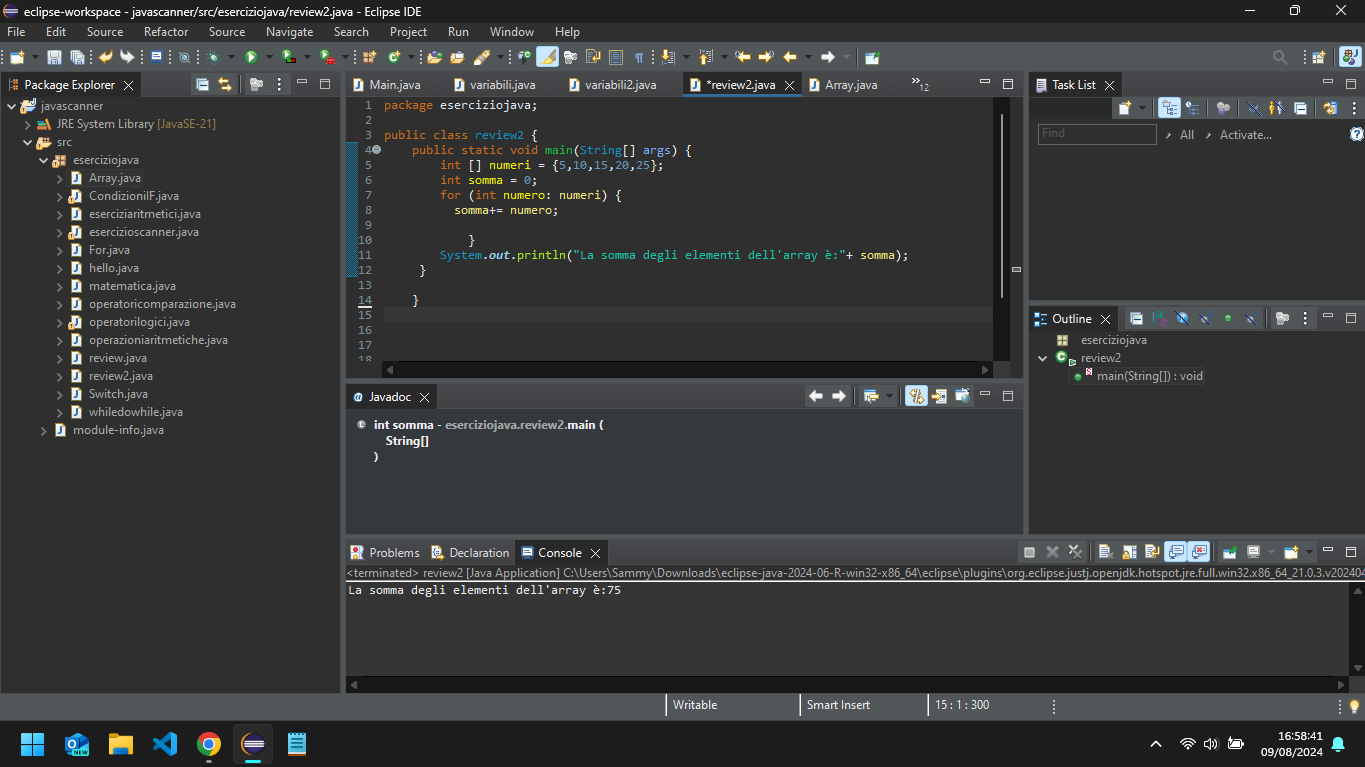 eclipse-workspace - javascanner/src/eserciziojava/review2.java - Eclipse IDE
File Edit Source Refactor Source Navigate Search Project Run Window Help
Package Explorer
javascanner
JRE System Library [JavaSE-21]
src
eserciziojava
Array.java
CondizioniIF.java
eserciziaritmetici.java
esercizioscanner.java
For.java
hello.java
matematica.java
operatoricomparazione.java
operatorilogici.java
operazioniaritmetiche.java
review.java
review2.java
Switch.java
whiledowhile.java
module-info.java
Main.java variabili.java variabili2.java *review2.java Array.java »12
1 package eserciziojava;
2
3 public class review2 {
4 public static void main(String[] args) {
5 int [] numeri = {5,10,15,20,25};
6 int somma = 0;
7 for (int numero: numeri) {
8 somma+= numero;
9
10 }
11 System.out.println("La somma degli elementi dell'array è:"+ somma);
12 }
13
14 }
15
16
17
18
Task List
Find All Activate...
Outline
eserciziojava
review2
main(String[]) : void
Javadoc
int somma - eserciziojava.review2.main (
String[]
)
Problems Declaration Console
<terminated> review2 [Java Application] C:\Users\Sammy\Downloads\eclipse-java-2024-06-R-win32-x86_64\eclipse\plugins\org.eclipse.justj.openjdk.hotspot.jre.full.win32.x86_64_21.0.3.v202404
La somma degli elementi dell'array è:75
Writable Smart Insert 15 : 1 : 300
NEW
16:58:41
09/08/2024